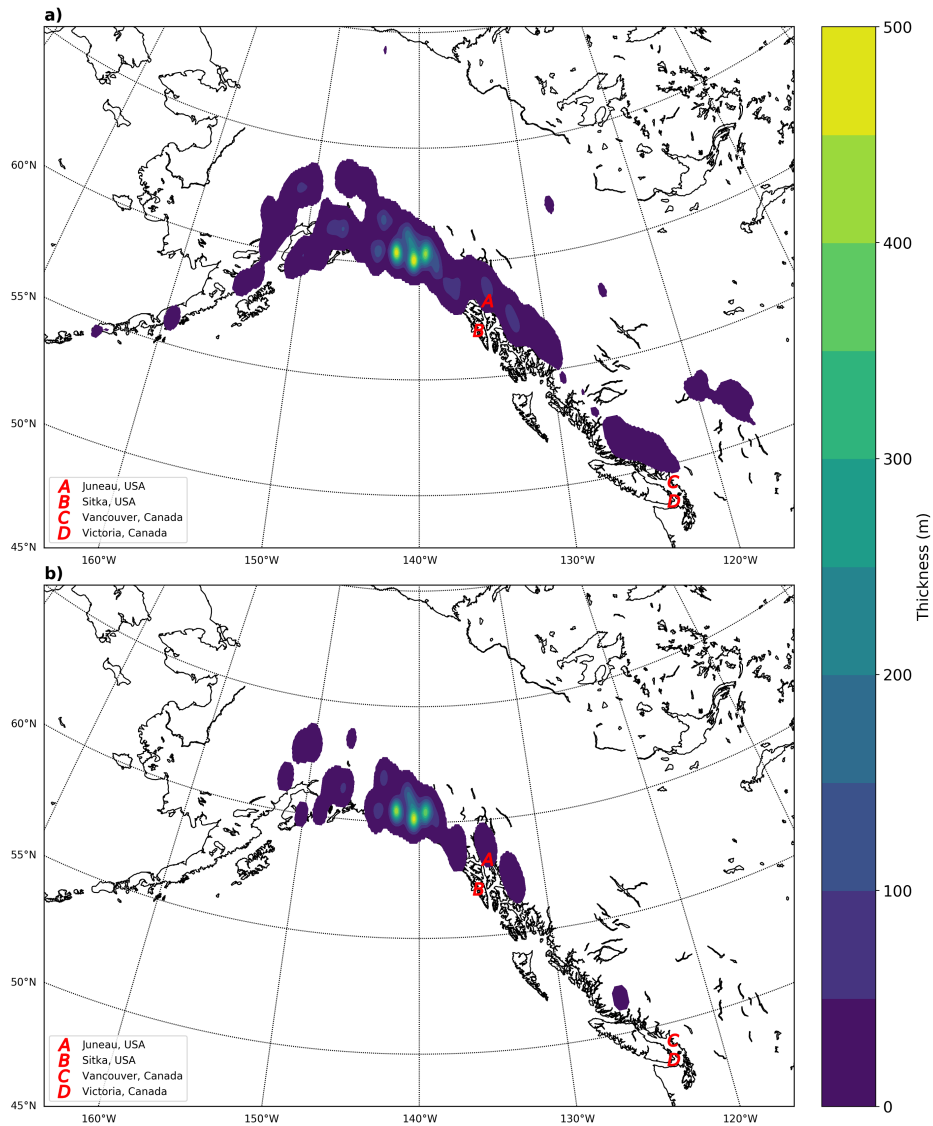 a)
60°N
55°N
50°N
45°N
A Juneau, USA
B Sitka, USA
C Vancouver, Canada
D Victoria, Canada
A
B
C
D
160°W 150°W 140°W 130°W 120°W
b)
60°N
55°N
50°N
45°N
A Juneau, USA
B Sitka, USA
C Vancouver, Canada
D Victoria, Canada
A
B
C
D
160°W 150°W 140°W 130°W 120°W
500
400
300
200
100
0
Thickness (m)